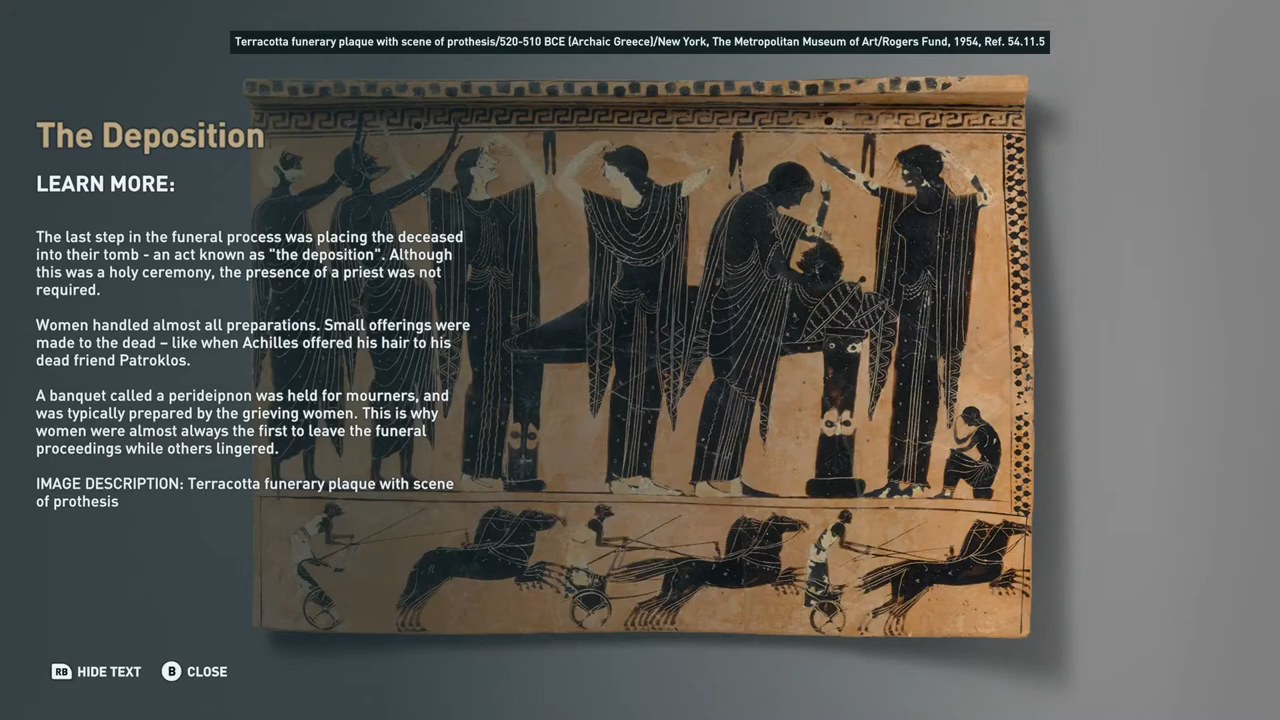 Terracotta funerary plaque with scene of prothesis/520-510 BCE (Archaic Greece)/New York, The Metropolitan Museum of Art/Rogers Fund, 1954, Ref. 54.11.5
The Deposition
LEARN MORE:
The last step in the funeral process was placing the deceased
into their tomb - an act known as "the deposition". Although
this was a holy ceremony, the presence of a priest was not
required.
Women handled almost all preparations. Small offerings were
made to the dead – like when Achilles offered his hair to his
dead friend Patroklos.
A banquet called a perideipnon was held for mourners, and
was typically prepared by the grieving women. This is why
women were almost always the first to leave the funeral
proceedings while others lingered.
IMAGE DESCRIPTION: Terracotta funerary plaque with scene
of prothesis
RB HIDE TEXT B CLOSE